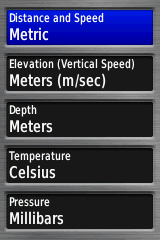 Distance and Speed
Metric
Elevation (Vertical Speed)
Meters (m/sec)
Depth
Meters
Temperature
Celsius
Pressure
Millibars